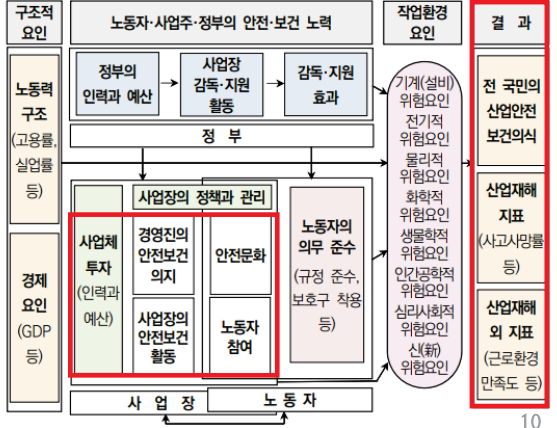 구조적
요인
노동자·사업주·정부의 안전·보건 노력
작업환경
요인
결 과
노동력
구조
(고용률,
실업률
등)
경제
요인
(GDP
등)
정부의
인력과 예산
사업장
감독·지원
활동
감독·지원
효과
정 부
사업장의 정책과 관리
사업체
투자
(인력과
예산)
경영진의
안전보건
의지
안전문화
사업장의
안전보건
활동
노동자
참여
노동자의
의무 준수
(규정 준수,
보호구 착용
등)
사 업 장
노 동 자
기계(설비)
위험요인
전기적
위험요인
물리적
위험요인
화학적
위험요인
생물학적
위험요인
인간공학적
위험요인
심리사회적
위험요인
신(新)
위험요인
전 국민의
산업안전
보건의식
산업재해
지표
(사고사망률
등)
산업재해
외 지표
(근로환경
만족도 등)
10